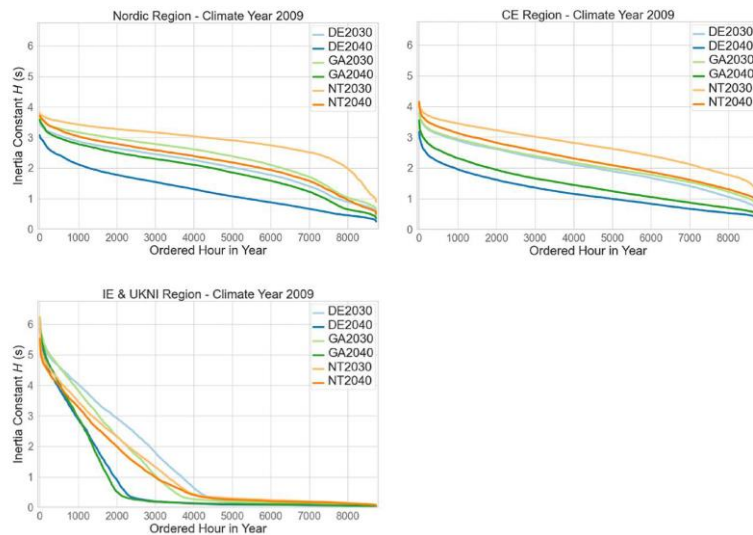 Nordic Region - Climate Year 2009
Inertia Constant H (s)
6
5
4
3
2
1
0
DE2030
DE2040
GA2030
GA2040
NT2030
NT2040
0 1000 2000 3000 4000 5000 6000 7000 8000
Ordered Hour in Year
CE Region - Climate Year 2009
Inertia Constant H (s)
6
5
4
3
2
1
0
DE2030
DE2040
GA2030
GA2040
NT2030
NT2040
0 1000 2000 3000 4000 5000 6000 7000 8000
Ordered Hour in Year
IE & UKNI Region - Climate Year 2009
Inertia Constant H (s)
6
5
4
3
2
1
0
DE2030
DE2040
GA2030
GA2040
NT2030
NT2040
0 1000 2000 3000 4000 5000 6000 7000 8000
Ordered Hour in Year